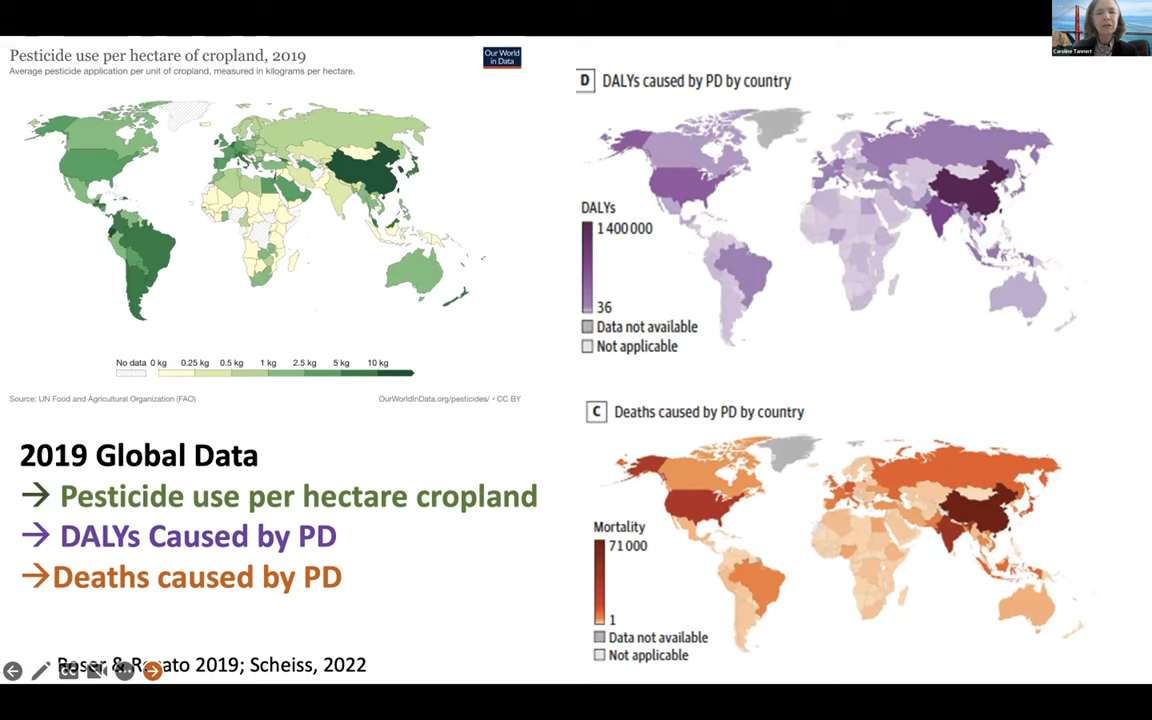 Caroline Tanner
Pesticide use per hectare of cropland, 2019
Average pesticide application per unit of cropland, measured in kilograms per hectare.
Our World
in Data
No data 0 kg 0.25 kg 0.5 kg 1 kg 2.5 kg 5 kg 10 kg
Source: UN Food and Agricultural Organization (FAO)
OurWorldInData.org/pesticides/ • CC BY
2019 Global Data
→ Pesticide use per hectare cropland
→ DALYs Caused by PD
→Deaths caused by PD
& 2019; Scheiss, 2022
CC
D DALYs caused by PD by country
DALYs
1 400 000
36
Data not available
Not applicable
C Deaths caused by PD by country
Mortality
71 000
1
Data not available
Not applicable